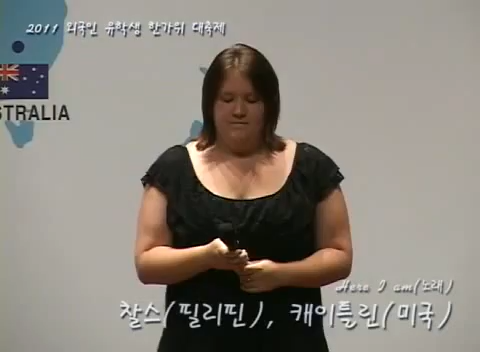 2011 외국인 유학생 한가위 대축제
STRALIA
Here I am(노래)
찰스(필리핀), 캐이틀린(미국)